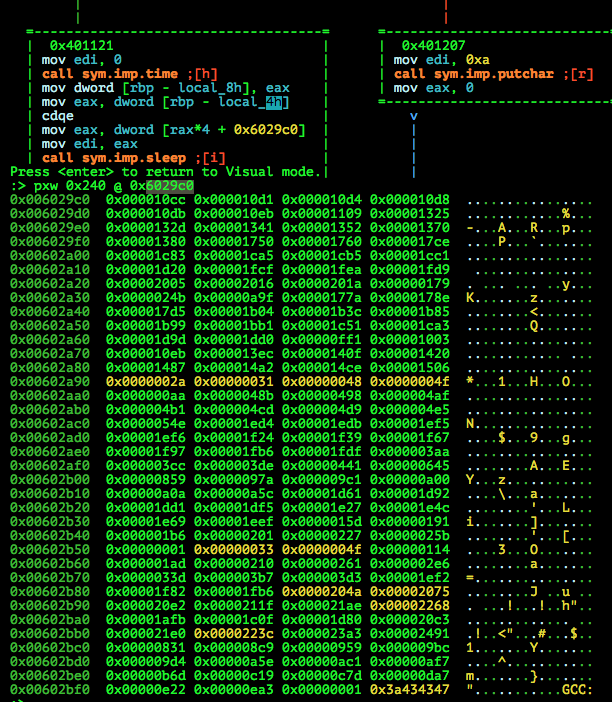 0x401121
mov edi, 0
call sym.imp.time ;[h]
mov dword [rbp - local_8h], eax
mov eax, dword [rbp - local_4h]
cdqe
mov eax, dword [rax*4 + 0x6029c0]
mov edi, eax
call sym.imp.sleep ;[i]
0x401207
mov edi, 0xa
call sym.imp.putchar ;[r]
mov eax, 0
v
Press <enter> to return to Visual mode.
:> pxw 0x240 @ 0x6029c0
0x006029c0 0x000010cc 0x000010d1 0x000010d4 0x000010d8 ................
0x006029d0 0x000010db 0x000010eb 0x00001109 0x00001325 ............%...
0x006029e0 0x0000132d 0x00001341 0x00001352 0x00001370 -...A...R...p...
0x006029f0 0x00001380 0x00001750 0x00001760 0x000017ce ....P...`.......
0x00602a00 0x00001c83 0x00001ca5 0x00001cb5 0x00001cc1 ................
0x00602a10 0x00001d20 0x00001fcf 0x00001fea 0x00001fd9  ...............
0x00602a20 0x00002005 0x00002016 0x0000201a 0x00000179 . ... ... ..y...
0x00602a30 0x0000024b 0x00000a9f 0x0000177a 0x0000178e K.......z.......
0x00602a40 0x000017d5 0x00001b04 0x00001b3c 0x00001b85 ........<.......
0x00602a50 0x00001b99 0x00001bb1 0x00001c51 0x00001ca3 ........Q.......
0x00602a60 0x00001d9d 0x00001dd0 0x00000ff1 0x00001003 ................
0x00602a70 0x000010eb 0x000013ec 0x0000140f 0x00001420 ............ ...
0x00602a80 0x00001487 0x000014a2 0x000014ce 0x00001506 ................
0x00602a90 0x0000002a 0x00000031 0x00000048 0x0000004f *...1...H...O...
0x00602aa0 0x000000aa 0x0000048b 0x00000498 0x000004af ................
0x00602ab0 0x000004b1 0x000004cd 0x000004d9 0x000004e5 ................
0x00602ac0 0x0000054e 0x00001ed4 0x00001edb 0x00001ef5 N...............
0x00602ad0 0x00001ef6 0x00001f24 0x00001f39 0x00001f67 ....$...9...g...
0x00602ae0 0x00001f97 0x00001fb6 0x00001fdf 0x000003aa ................
0x00602af0 0x000003cc 0x000003de 0x00000441 0x00000645 ........A...E...
0x00602b00 0x00000859 0x0000097a 0x000009c1 0x00000a00 Y...z...........
0x00602b10 0x00000a0a 0x00000a5c 0x00001d61 0x00001d92 ....\...a.......
0x00602b20 0x00001dd1 0x00001df5 0x00001e27 0x00001e4c ........'...L...
0x00602b30 0x00001e69 0x00001eef 0x0000015d 0x00000191 i.......].......
0x00602b40 0x000001b6 0x00000201 0x00000227 0x0000025b ........'...[...
0x00602b50 0x00000001 0x00000033 0x0000004f 0x00000114 ....3...O.......
0x00602b60 0x000001ad 0x00000210 0x00000261 0x000002e6 ........a.......
0x00602b70 0x0000033d 0x000003b7 0x000003d3 0x00001ef2 =...............
0x00602b80 0x00001f82 0x00001fb6 0x0000204a 0x00002075 ........J ..u ..
0x00602b90 0x000020e2 0x0000211f 0x000021ae 0x00002268 . ...!...!..h"..
0x00602ba0 0x00001afb 0x00001c0f 0x00001d80 0x000020c3 ............. ..
0x00602bb0 0x000021e0 0x0000223c 0x000023a3 0x00002491 .!..<"...#...$..
0x00602bc0 0x00000831 0x000008c9 0x00000959 0x000009bc 1.......Y.......
0x00602bd0 0x000009d4 0x00000a5e 0x00000ac1 0x00000af7 ....^...........
0x00602be0 0x00000b6d 0x00000c19 0x00000c7d 0x00000da7 m.......}.......
0x00602bf0 0x00000e22 0x00000ea3 0x00000001 0x3a434347 "...........GCC:
:>